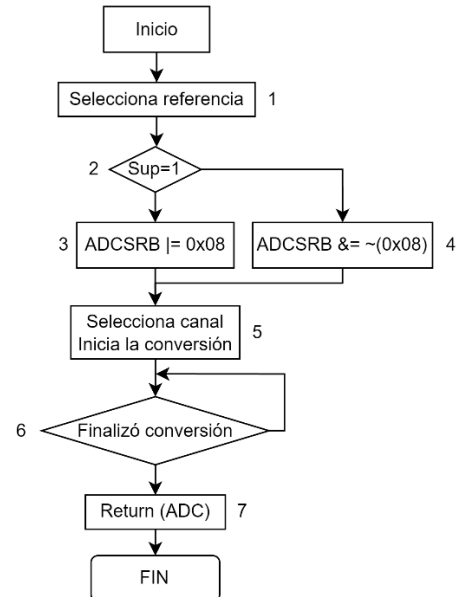 Inicio
Selecciona referencia 1
2 Sup=1
3 ADCSRB |= 0x08
ADCSRB &= ~(0x08) 4
Selecciona canal
Inicia la conversión
5
6 Finalizó conversión
Return (ADC) 7
FIN